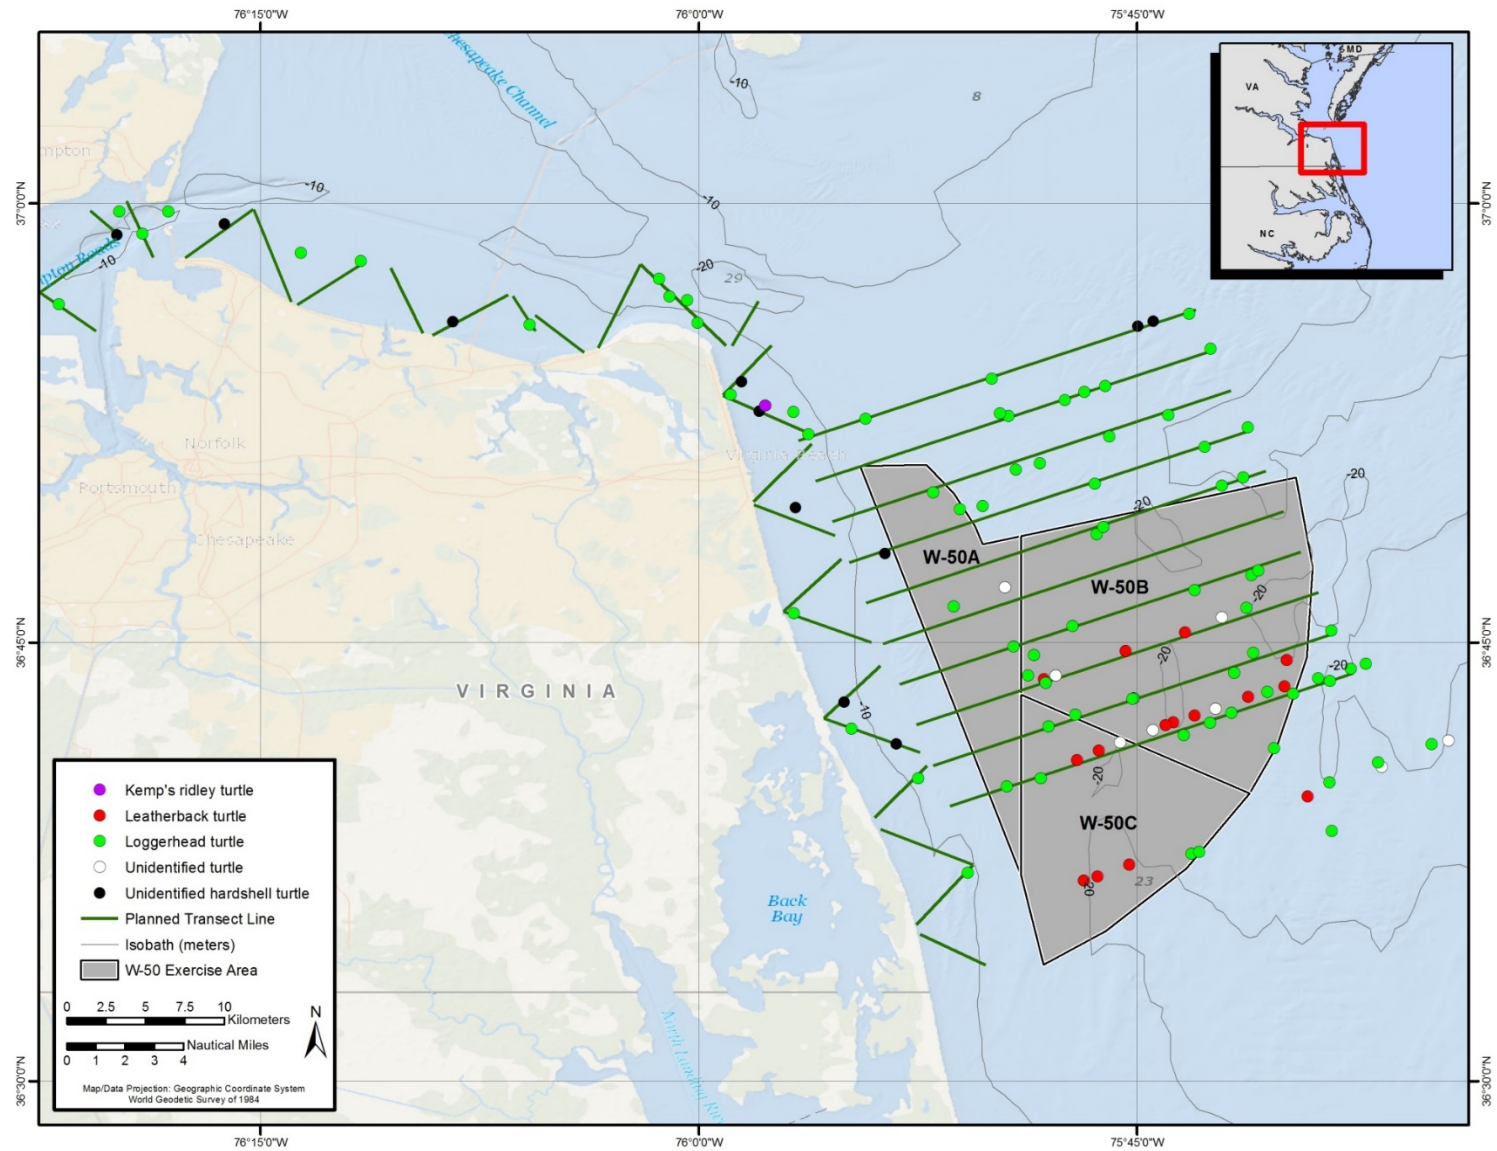 76°15'0"W
76°0'0"W
75°45'0"W
hesapeake Channel
-10
8
MD
VA
NC
mpton
-10
37°0'0"N
37°0'0"N
-10
pton Roads
-10
-20
29
Norfolk
Virginia Beach
Portsmouth
-20
-20
Chesapeake
W-50A
W-50B
-20
36°45'0"N
36°45'0"N
-20
-20
VIRGINIA
-10
-20
W-50C
23
20
Back
Bay
Kemp's ridley turtle
Leatherback turtle
Loggerhead turtle
Unidentified turtle
Unidentified hardshell turtle
Planned Transect Line
Isobath (meters)
W-50 Exercise Area
0 2.5 5 7.5 10
Kilometers
N
Nautical Miles
0 1 2 3 4
Map/Data Projection: Geographic Coordinate System
World Geodetic Survey of 1984
North Landing Riv
36°30'0"N
36°30'0"N
76°15'0"W
76°0'0"W
75°45'0"W